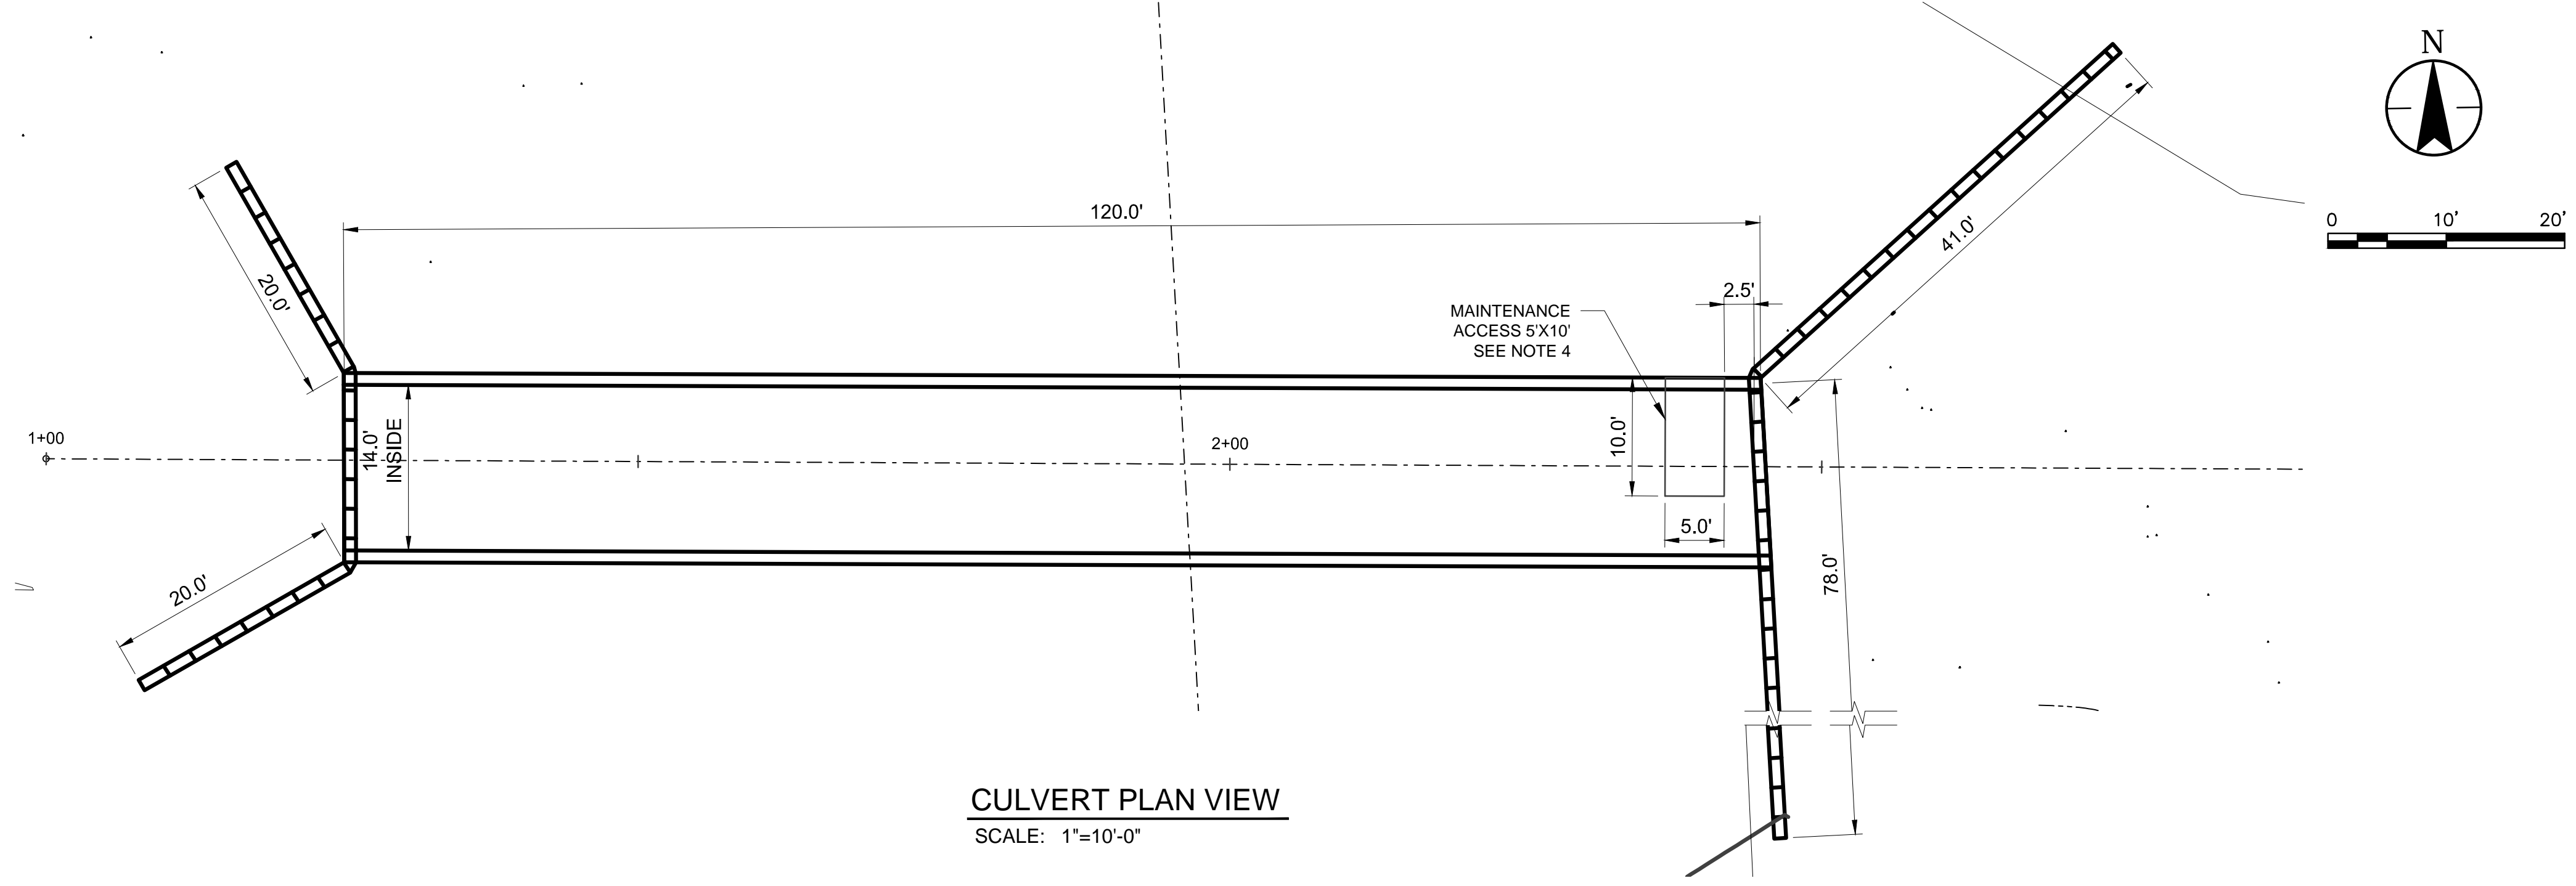 N
0 10' 20'
120.0'
20.0'
41.0'
2.5'
MAINTENANCE
ACCESS 5'X10'
SEE NOTE 4
1+00
14.0'
INSIDE
2+00
10.0'
5.0'
20.0'
78.0'
CULVERT PLAN VIEW
SCALE: 1"=10'-0"